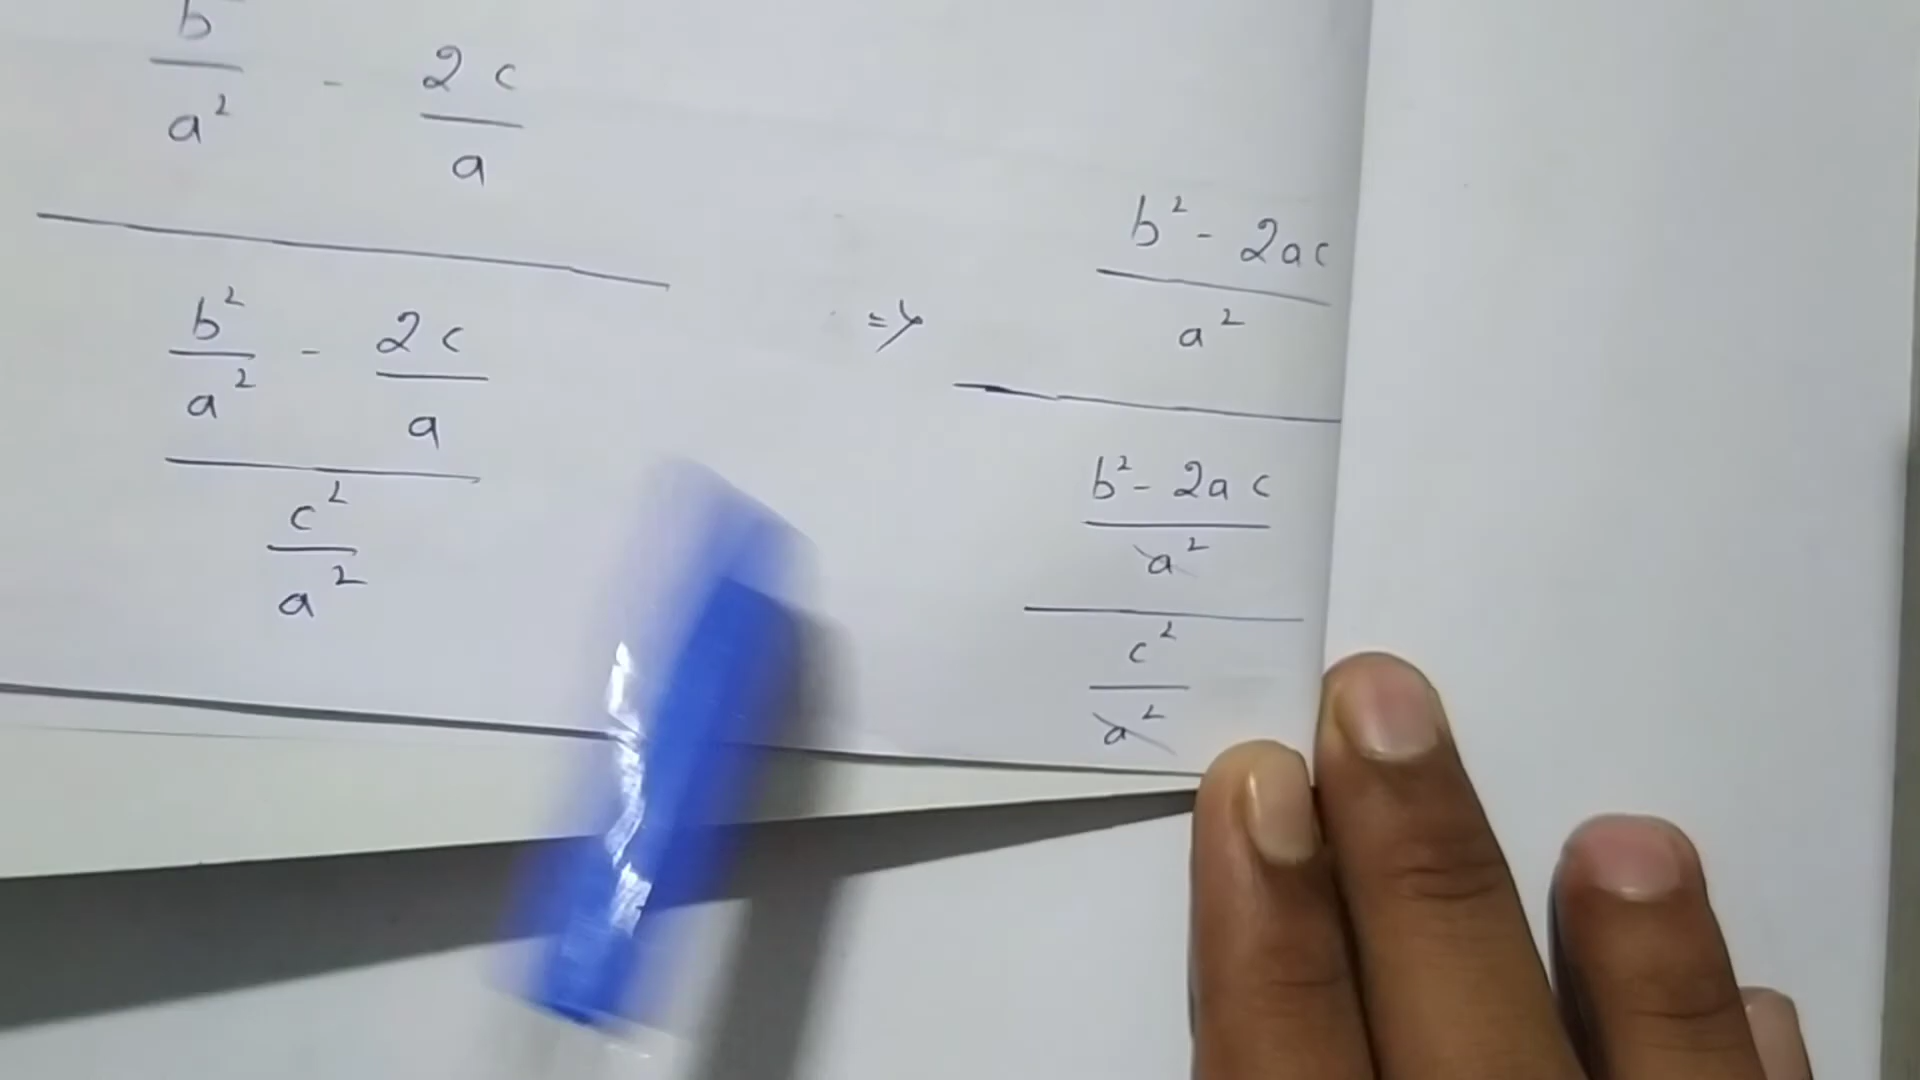 b
a² - 2c
a
b² - 2c
a² a
c²
a²
=> b² - 2ac
a²
b² - 2ac
a²
c²
a²